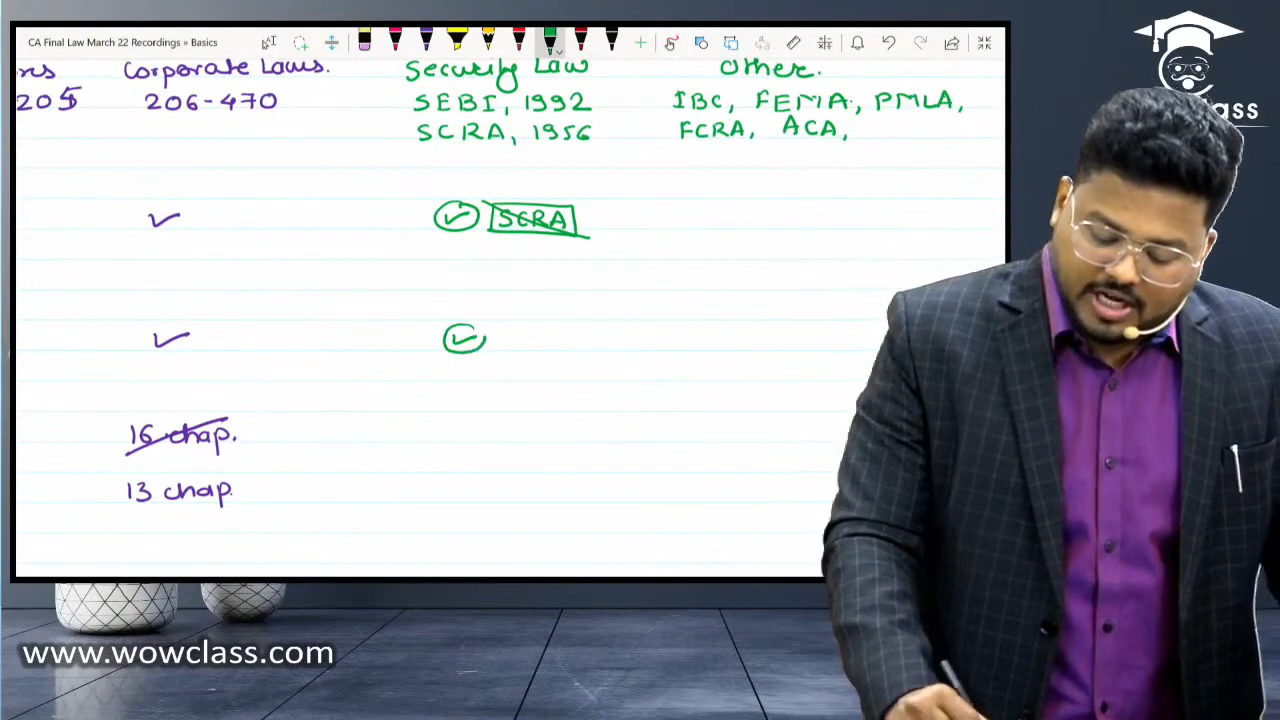 CA Final Law March 22 Recordings » Basics
Corporate Laws. Security Law Other.
205 206-470 SEBI, 1992 IBC, FEMA, PMLA,
SCRA, 1956 FCRA, ACA,
SCRA
16 chap.
13 chap.
www.wowclass.com